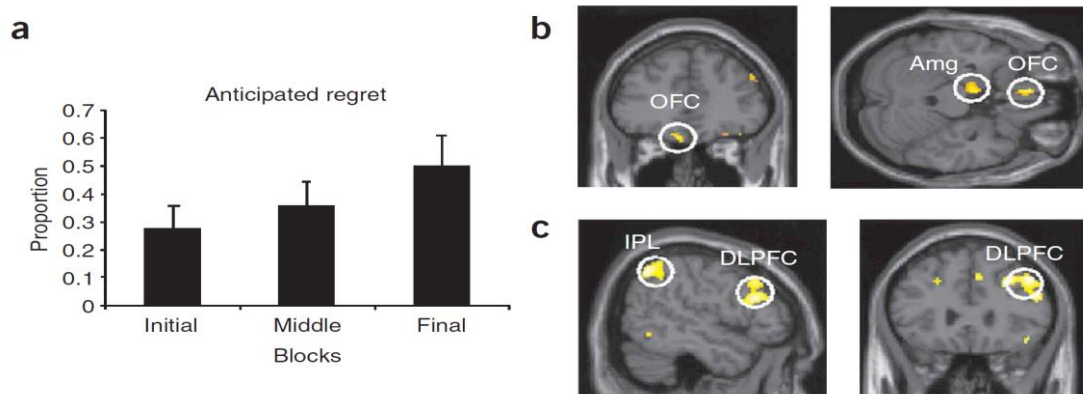 a
Anticipated regret
0.7
0.6
0.5
0.4
0.3
0.2
0.1
0
Proportion
Initial Middle Final
Blocks
b
OFC
Amg OFC
c
IPL DLPFC
DLPFC